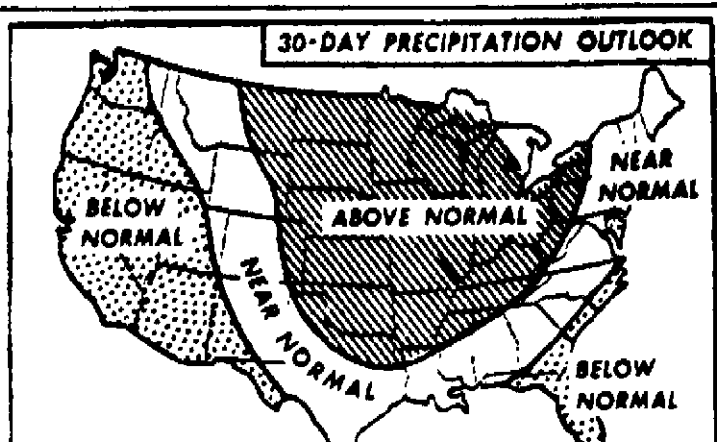 30-DAY PRECIPITATION OUTLOOK
NEAR
NORMAL
BELOW
NORMAL
ABOVE NORMAL
NEAR NORMAL
BELOW
NORMAL